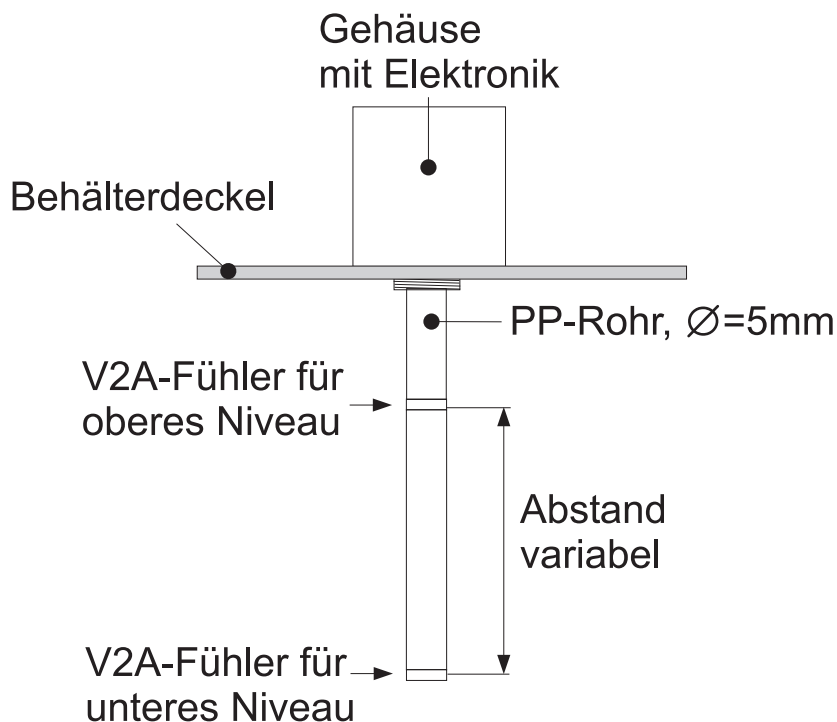 Gehäuse
mit Elektronik
Behälterdeckel
PP-Rohr, ∅=5mm
V2A-Fühler für
oberes Niveau
Abstand
variabel
V2A-Fühler für
unteres Niveau